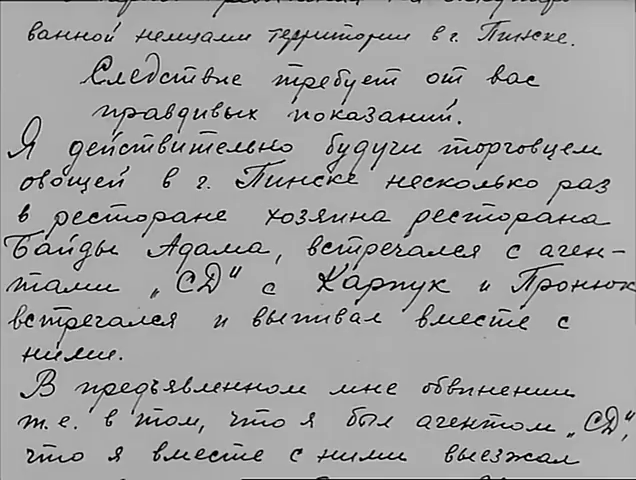 ванной немцами территории в г. Пинске.
Следствие требует от вас
правдивых показаний.
Я действительно будучи торговцем
овощей в г. Пинске несколько раз
в ресторане хозяина ресторана
Байды Адама, встречался с аген-
тами „СД" с Карпук и Пронюк
встречался и выпивал вместе с
ними.
В предъявленном мне обвинении
т.е. в том, что я был агентом „СД",
что я вместе с ними выезжал